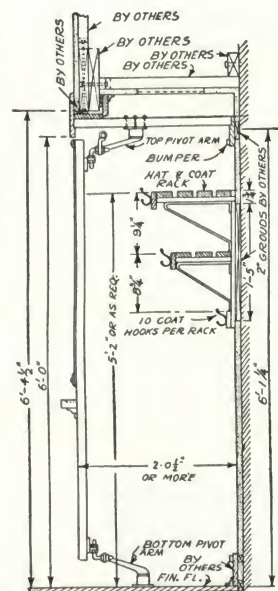 BY OTHERS
BY OTHERS
BY OTHERS
BY OTHERS
BY OTHERS
TOP PIVOT ARM
BUMPER
HAT & COAT
RACK
2" GROUNDS BY OTHERS
9¼"
8¾"
1'-5"
5'-2" OR AS REQ.
10 COAT
HOOKS PER RACK
6'-4½"
6'-0"
6'-1¼"
2'-0½"
OR MORE
BOTTOM PIVOT
ARM
BY
OTHERS
FIN. FL.